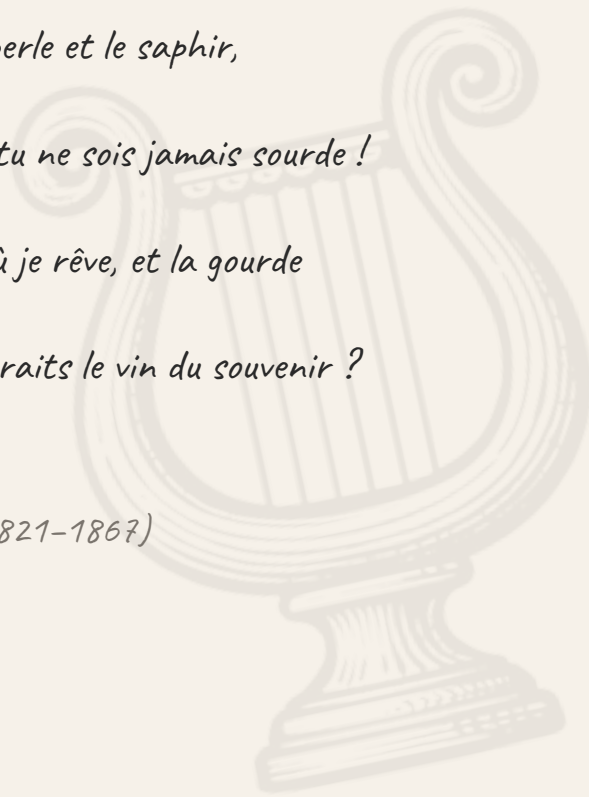 erle et le saphir,
tu ne sois jamais sourde !
je rêve, et la gourde
raits le vin du souvenir ?
821–1867)